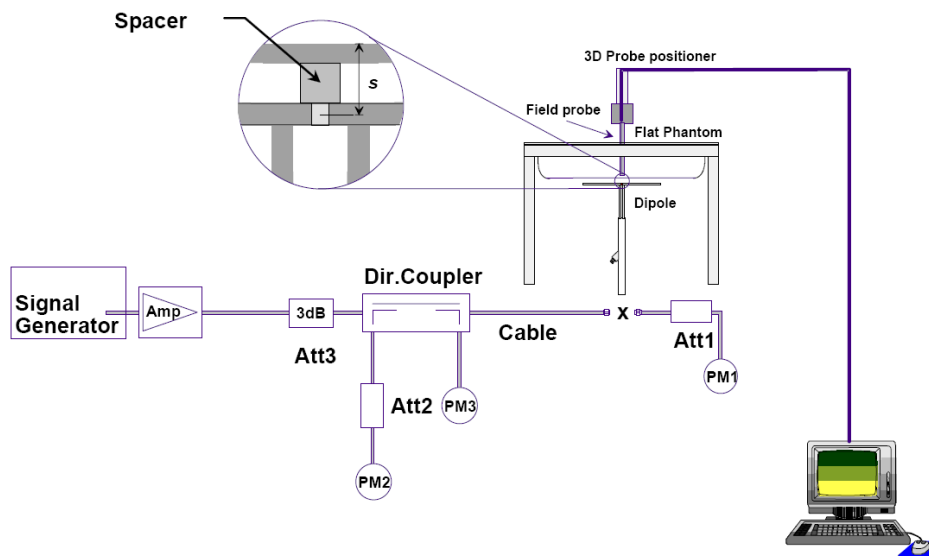 Spacer
s
3D Probe positioner
Field probe
Flat Phantom
Dipole
Signal
Generator
Amp
3dB
Att3
Dir.Coupler
Att2
PM2
PM3
Cable
x
Att1
PM1